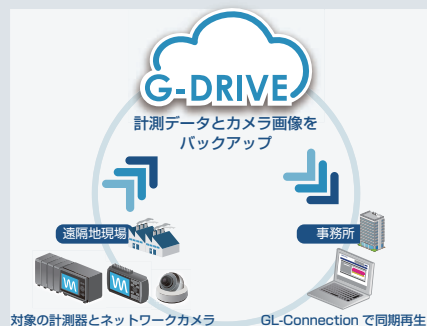 G-DRIVE
計測データとカメラ画像を
バックアップ
遠隔地現場
事務所
対象の計測器とネットワークカメラ
GL-Connection で同期再生